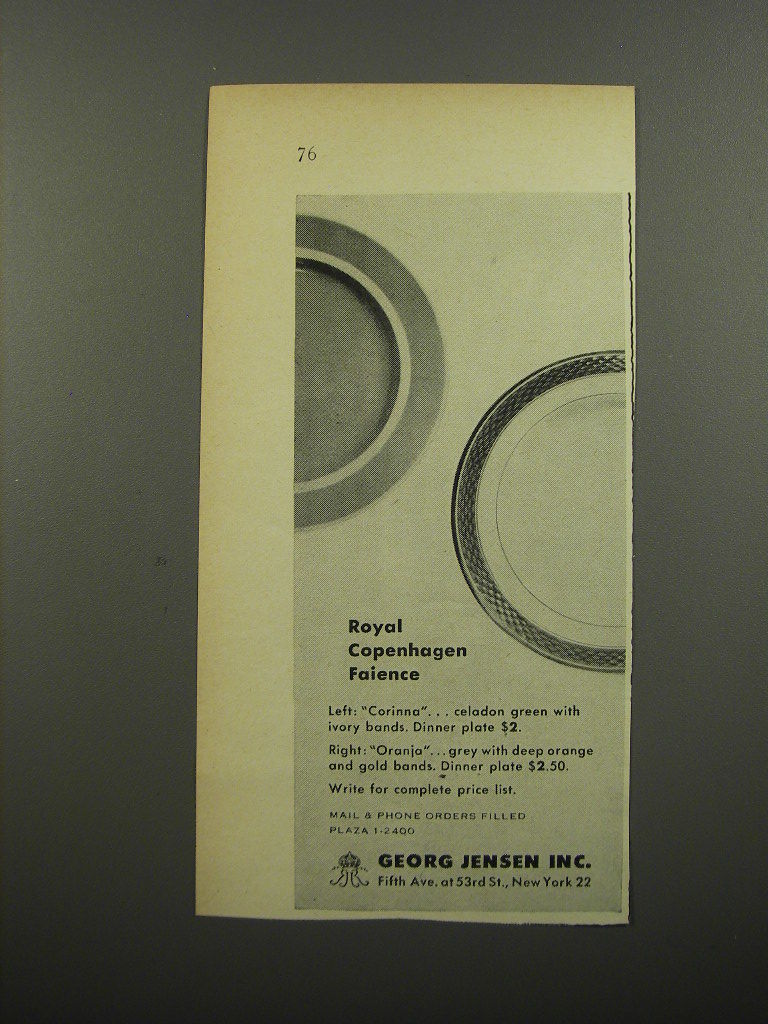 76
Royal
Copenhagen
Faience
Left: "Corinna". . . celadon green with
ivory bands. Dinner plate $2.
Right: "Oranja"...grey with deep orange
and gold bands. Dinner plate $2.50.
Write for complete price list.
MAIL & PHONE ORDERS FILLED
PLAZA 1-2400
GEORG JENSEN INC.
Fifth Ave. at 53rd St., New York 22